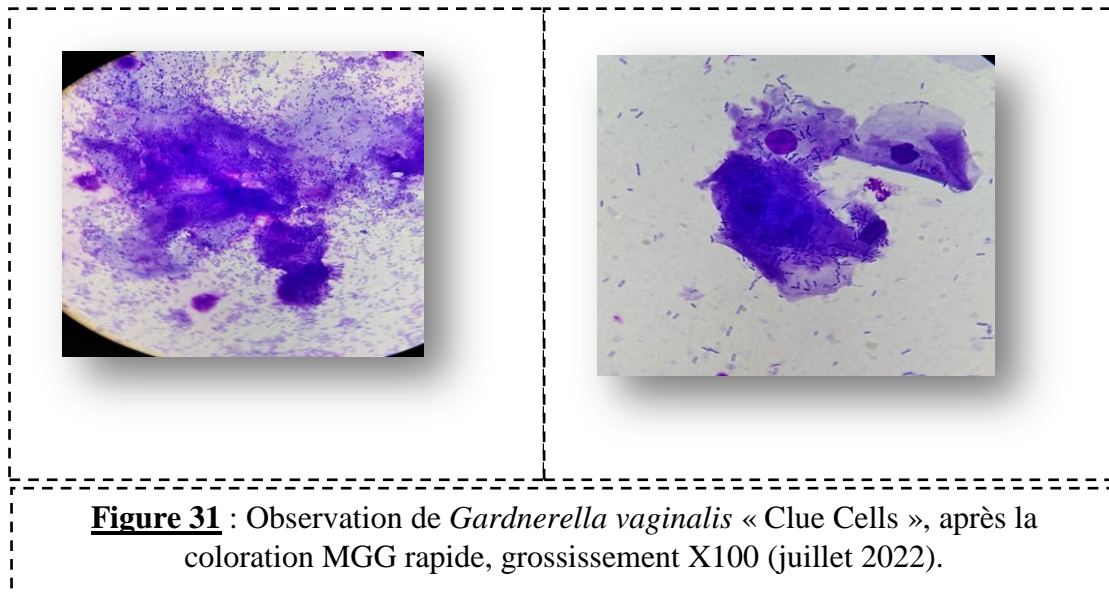 Figure 31 : Observation de Gardnerella vaginalis « Clue Cells », après la
coloration MGG rapide, grossissement X100 (juillet 2022).